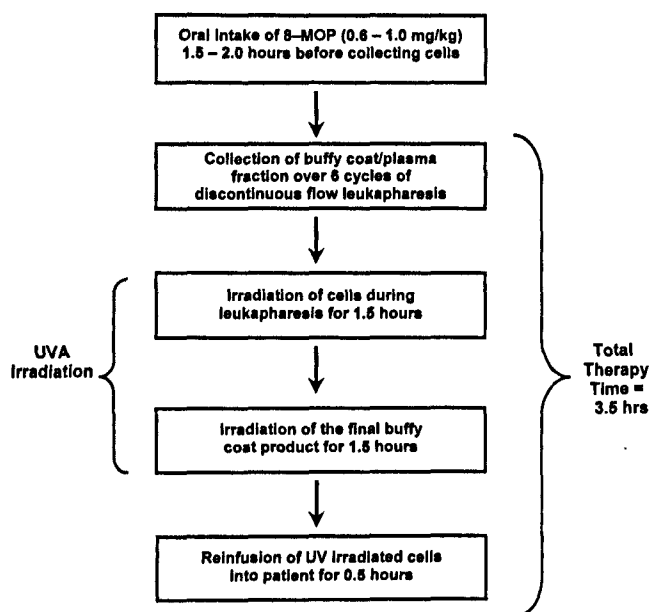 Oral Intake of 8–MOP (0.6 – 1.0 mg/kg)
1.5 – 2.0 hours before collecting cells
Collection of buffy coat/plasma
fraction over 6 cycles of
discontinuous flow leukapharesis
Irradiation of cells during
leukapharesis for 1.5 hours
UVA
Irradiation
Total
Therapy
Time =
3.5 hrs
Irradiation of the final buffy
coat product for 1.5 hours
Reinfusion of UV irradiated cells
into patient for 0.5 hours